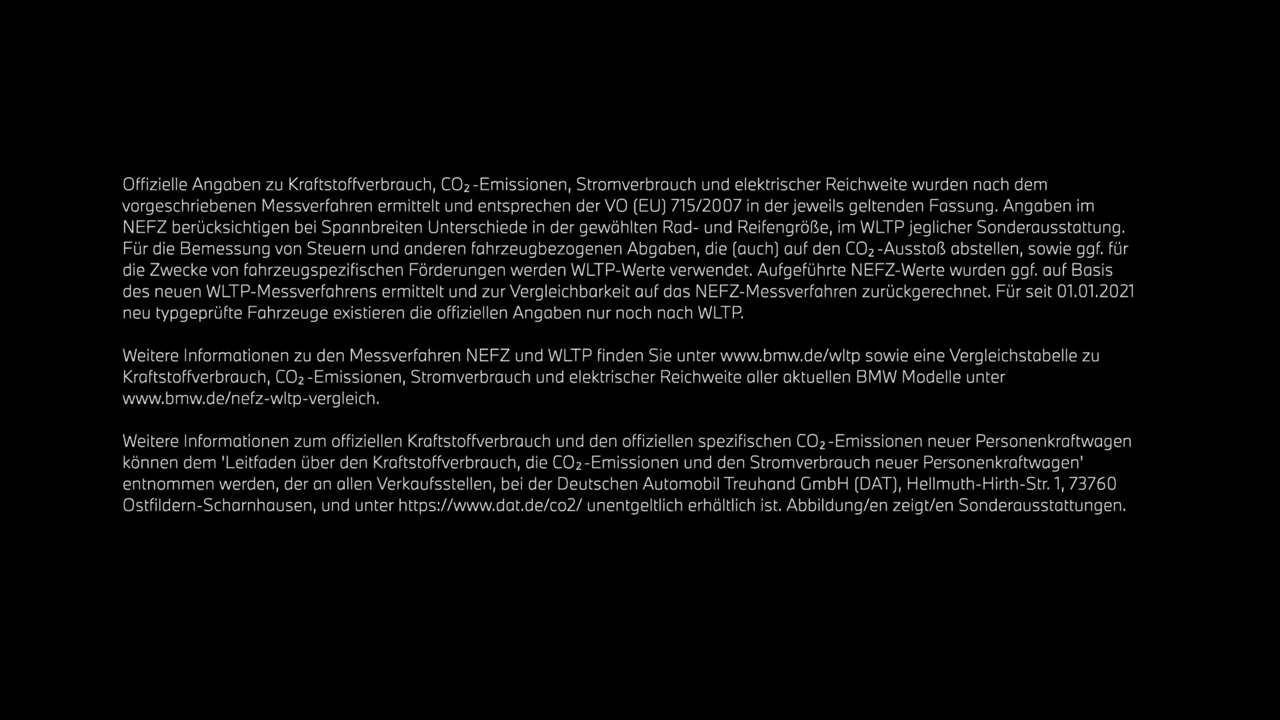 Offizielle Angaben zu Kraftstoffverbrauch, CO₂-Emissionen, Stromverbrauch und elektrischer Reichweite wurden nach dem
vorgeschriebenen Messverfahren ermittelt und entsprechen der VO (EU) 715/2007 in der jeweils geltenden Fassung. Angaben im
NEFZ berücksichtigen bei Spannbreiten Unterschiede in der gewählten Rad- und Reifengröße, im WLTP jeglicher Sonderausstattung.
Für die Bemessung von Steuern und anderen fahrzeugbezogenen Abgaben, die (auch) auf den CO₂-Ausstoß abstellen, sowie ggf. für
die Zwecke von fahrzeugspezifischen Förderungen werden WLTP-Werte verwendet. Aufgeführte NEFZ-Werte wurden ggf. auf Basis
des neuen WLTP-Messverfahrens ermittelt und zur Vergleichbarkeit auf das NEFZ-Messverfahren zurückgerechnet. Für seit 01.01.2021
neu typgeprüfte Fahrzeuge existieren die offiziellen Angaben nur noch nach WLTP.
Weitere Informationen zu den Messverfahren NEFZ und WLTP finden Sie unter www.bmw.de/wltp sowie eine Vergleichstabelle zu
Kraftstoffverbrauch, CO₂-Emissionen, Stromverbrauch und elektrischer Reichweite aller aktuellen BMW Modelle unter
www.bmw.de/nefz-wltp-vergleich.
Weitere Informationen zum offiziellen Kraftstoffverbrauch und den offiziellen spezifischen CO₂-Emissionen neuer Personenkraftwagen
können dem 'Leitfaden über den Kraftstoffverbrauch, die CO₂-Emissionen und den Stromverbrauch neuer Personenkraftwagen'
entnommen werden, der an allen Verkaufsstellen, bei der Deutschen Automobil Treuhand GmbH (DAT), Hellmuth-Hirth-Str. 1, 73760
Ostfildern-Scharnhausen, und unter https://www.dat.de/co2/ unentgeltlich erhältlich ist. Abbildung/en zeigt/en Sonderausstattungen.